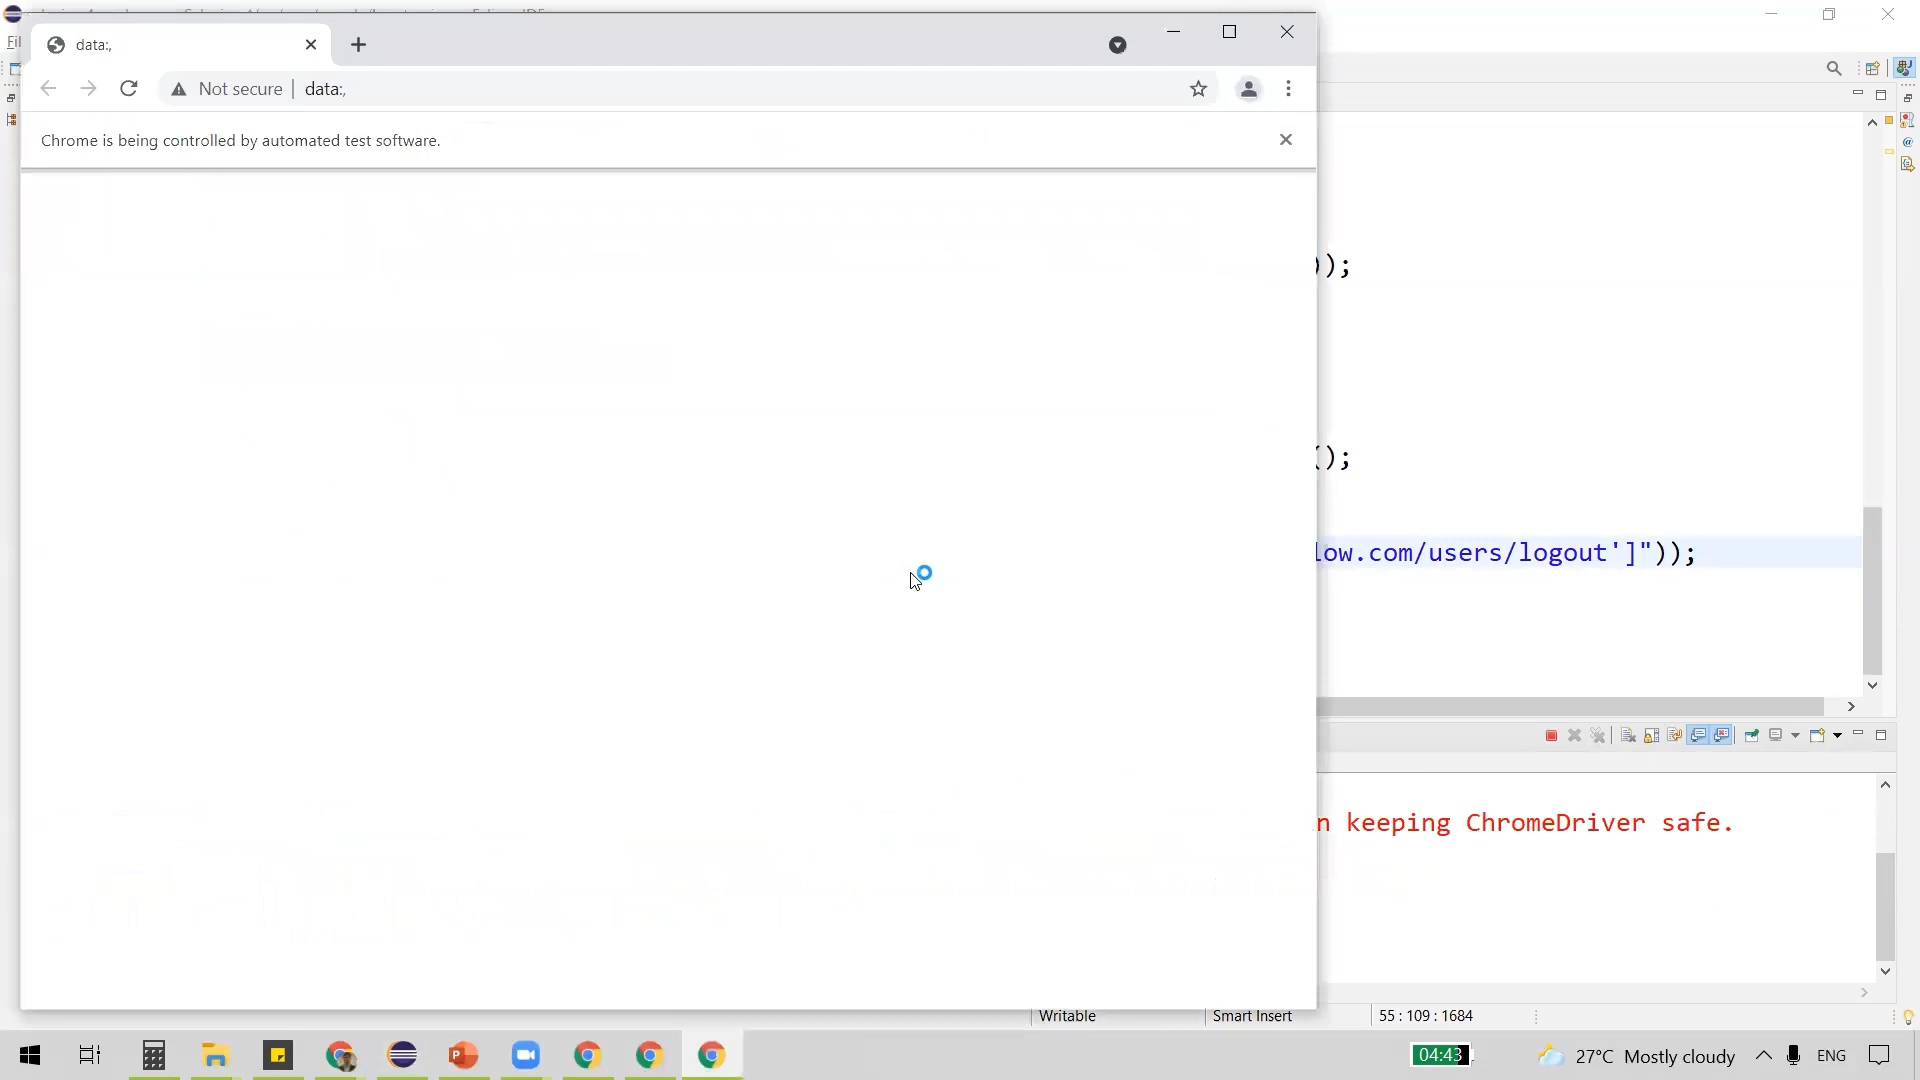 data:,
Not secure
data:,
Chrome is being controlled by automated test software.
Fil
));
();
low.com/users/logout']"));
n keeping ChromeDriver safe.
Writable
Smart Insert
55 : 109 : 1684
04:43
27°C Mostly cloudy
ENG